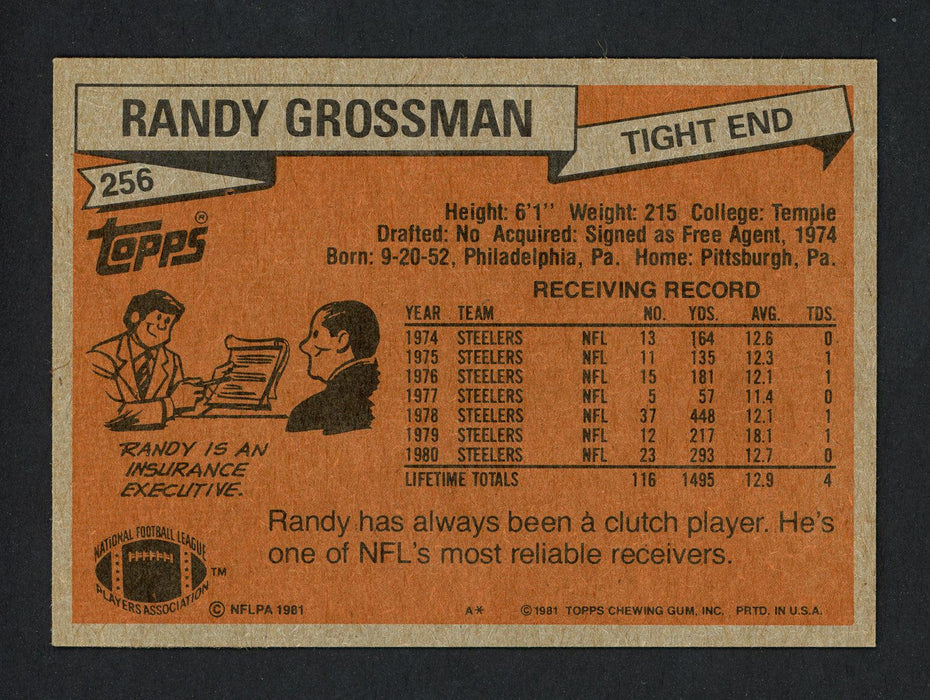 RANDY GROSSMAN
TIGHT END
256
Topps®
Height: 6'1'' Weight: 215 College: Temple
Drafted: No Acquired: Signed as Free Agent, 1974
Born: 9-20-52, Philadelphia, Pa. Home: Pittsburgh, Pa.
RECEIVING RECORD
YEAR TEAM NO. YDS. AVG. TDS.
1974 STEELERS NFL 13 164 12.6 0
1975 STEELERS NFL 11 135 12.3 1
1976 STEELERS NFL 15 181 12.1 1
1977 STEELERS NFL 5 57 11.4 0
1978 STEELERS NFL 37 448 12.1 1
1979 STEELERS NFL 12 217 18.1 1
1980 STEELERS NFL 23 293 12.7 0
LIFETIME TOTALS 116 1495 12.9 4
RANDY IS AN
INSURANCE
EXECUTIVE.
Randy has always been a clutch player. He's
one of NFL's most reliable receivers.
NATIONAL FOOTBALL LEAGUE
PLAYERS ASSOCIATION
TM
© NFLPA 1981
A* © 1981 TOPPS CHEWING GUM, INC. PRTD. IN U.S.A.